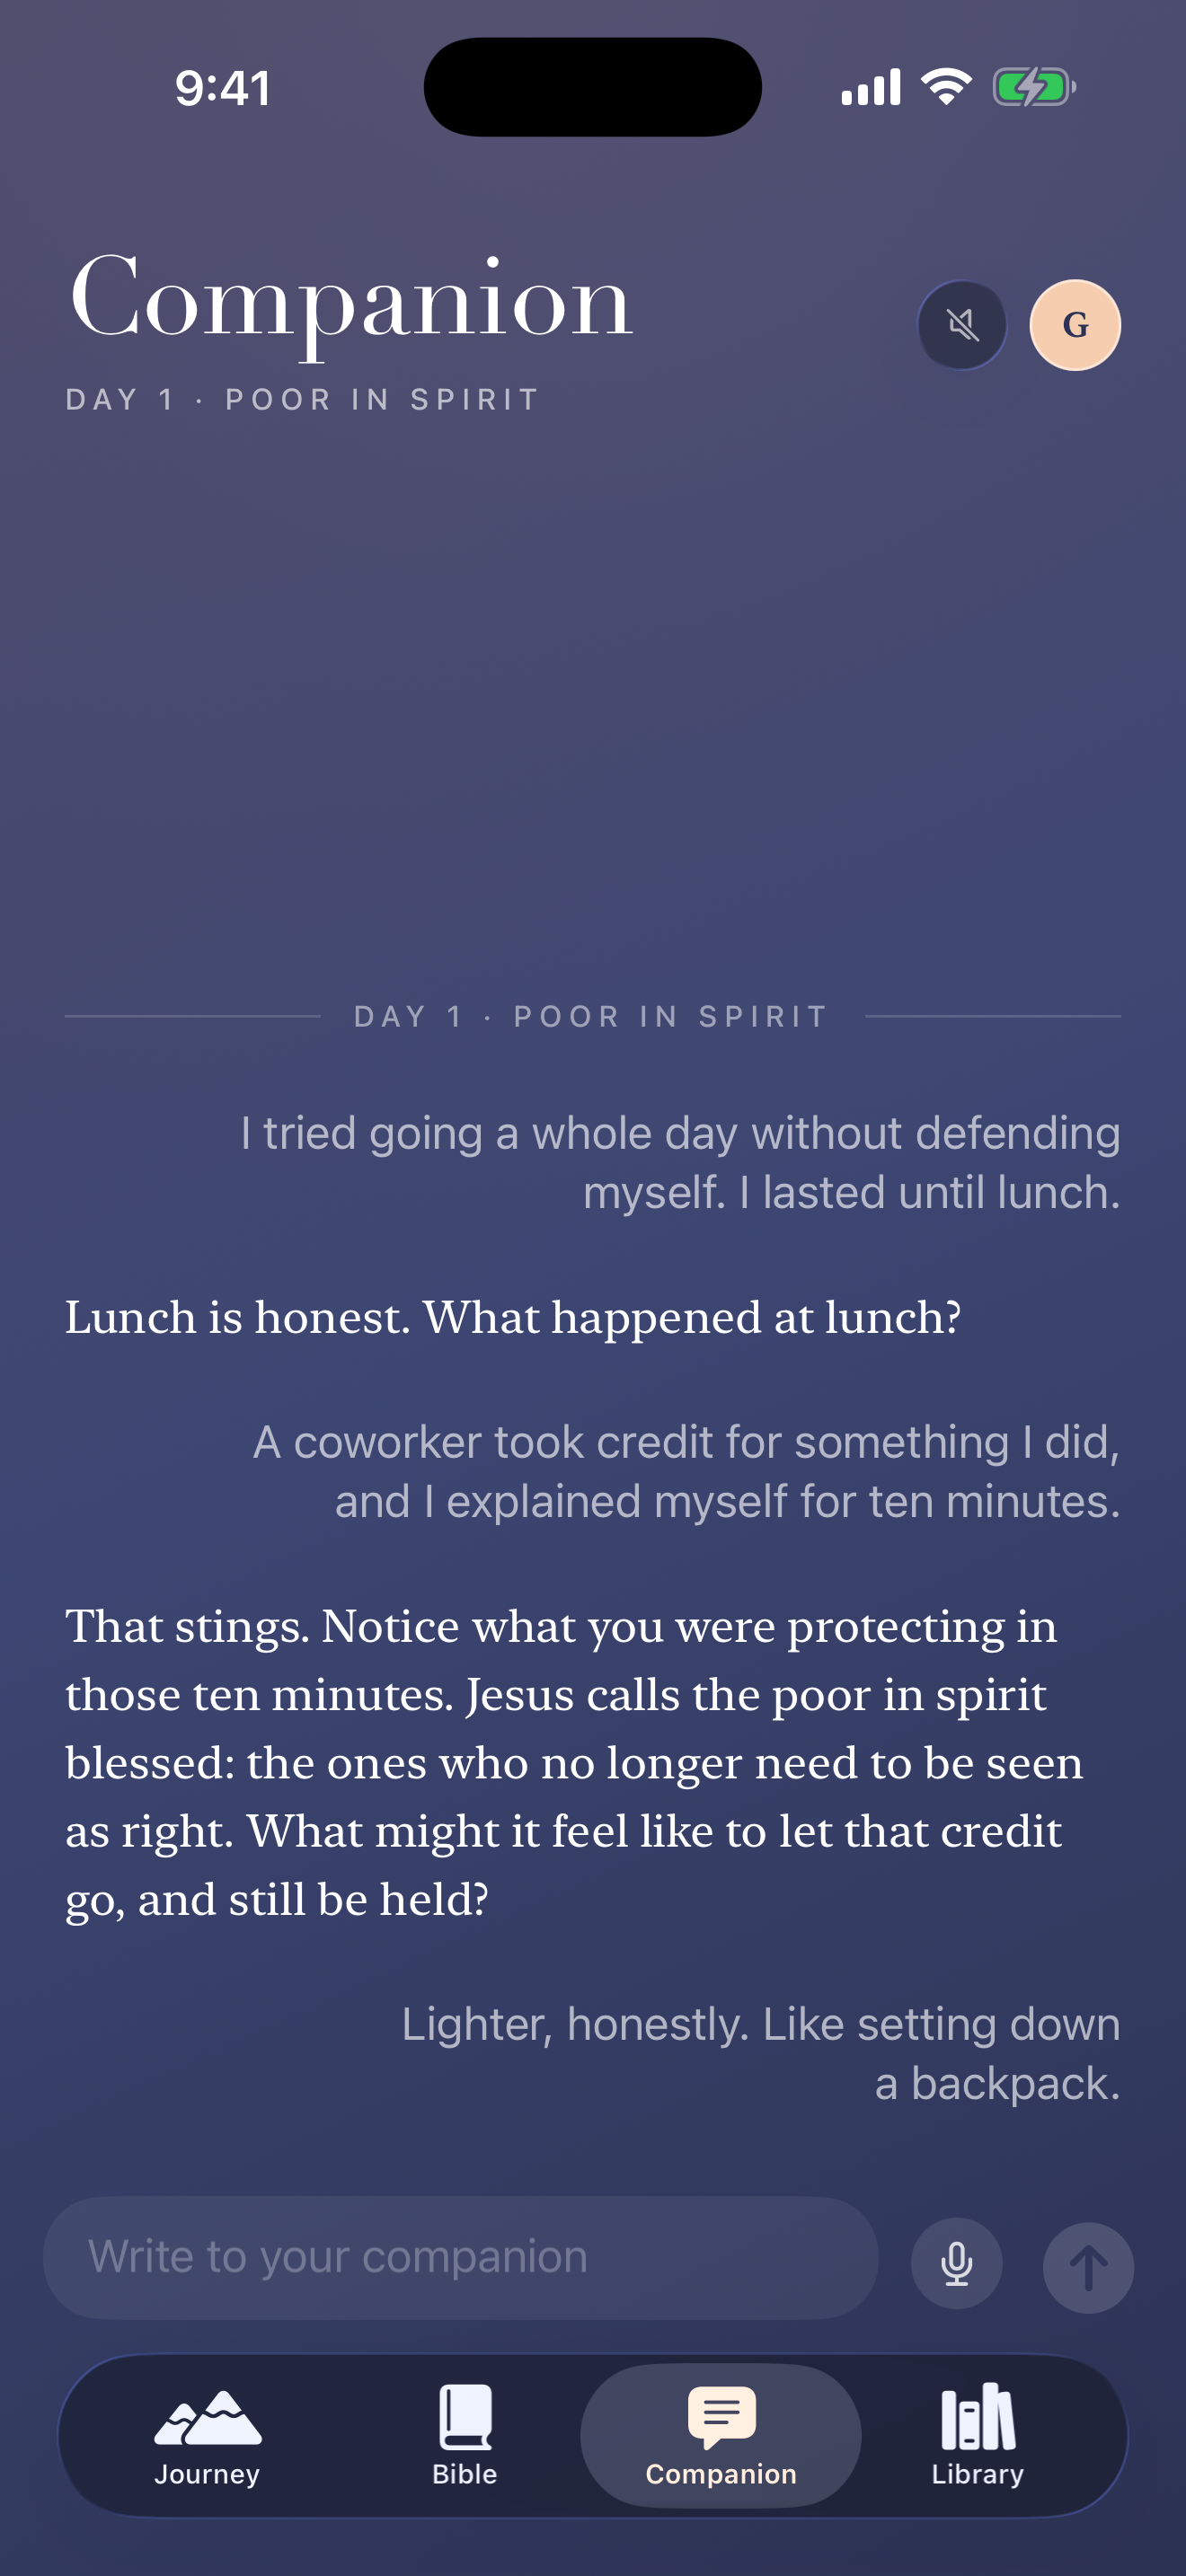 9:41
Companion
G
DAY 1 · POOR IN SPIRIT
DAY 1 · POOR IN SPIRIT
I tried going a whole day without defending
myself. I lasted until lunch.
Lunch is honest. What happened at lunch?
A coworker took credit for something I did,
and I explained myself for ten minutes.
That stings. Notice what you were protecting in
those ten minutes. Jesus calls the poor in spirit
blessed: the ones who no longer need to be seen
as right. What might it feel like to let that credit
go, and still be held?
Lighter, honestly. Like setting down
a backpack.
Write to your companion
Journey
Bible
Companion
Library